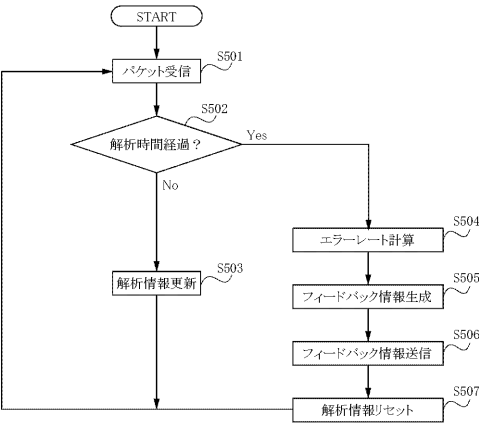 START
S501
パケット受信
S502
解析時間経過？
Yes
No
S504
エラーレート計算
S503
解析情報更新
S505
フィードバック情報生成
S506
フィードバック情報送信
S507
解析情報リセット